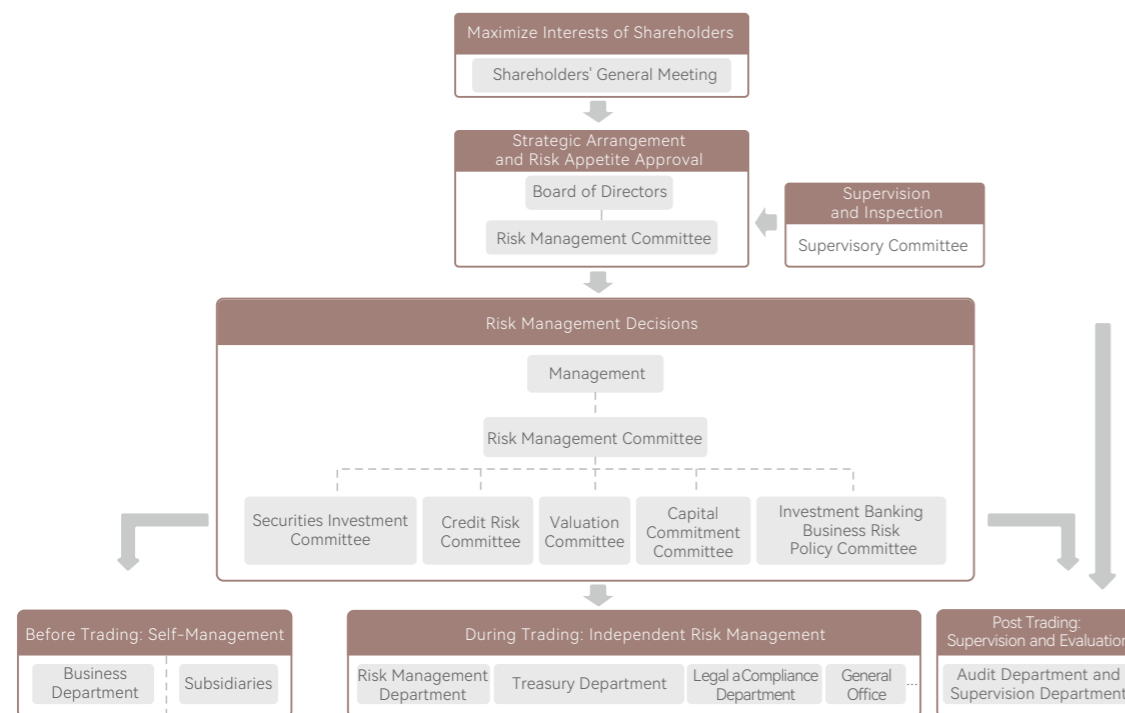 Maximize Interests of Shareholders
Shareholders' General Meeting
Strategic Arrangement
and Risk Appetite Approval
Board of Directors
Risk Management Committee
Supervision
and Inspection
Supervisory Committee
Risk Management Decisions
Management
Risk Management Committee
Securities Investment
Committee
Credit Risk
Committee
Valuation
Committee
Capital
Commitment
Committee
Investment Banking
Business Risk
Policy Committee
Before Trading: Self-Management
Business
Department
Subsidiaries
During Trading: Independent Risk Management
Risk Management
Department
Treasury Department
Legal aCompliance
Department
General
Office
...
Post Trading:
Supervision and Evaluation
Audit Department and
Supervision Department